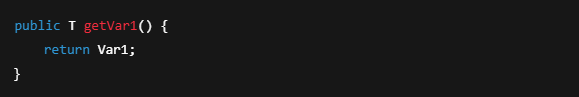 public T getVar1() {
    return Var1;
}